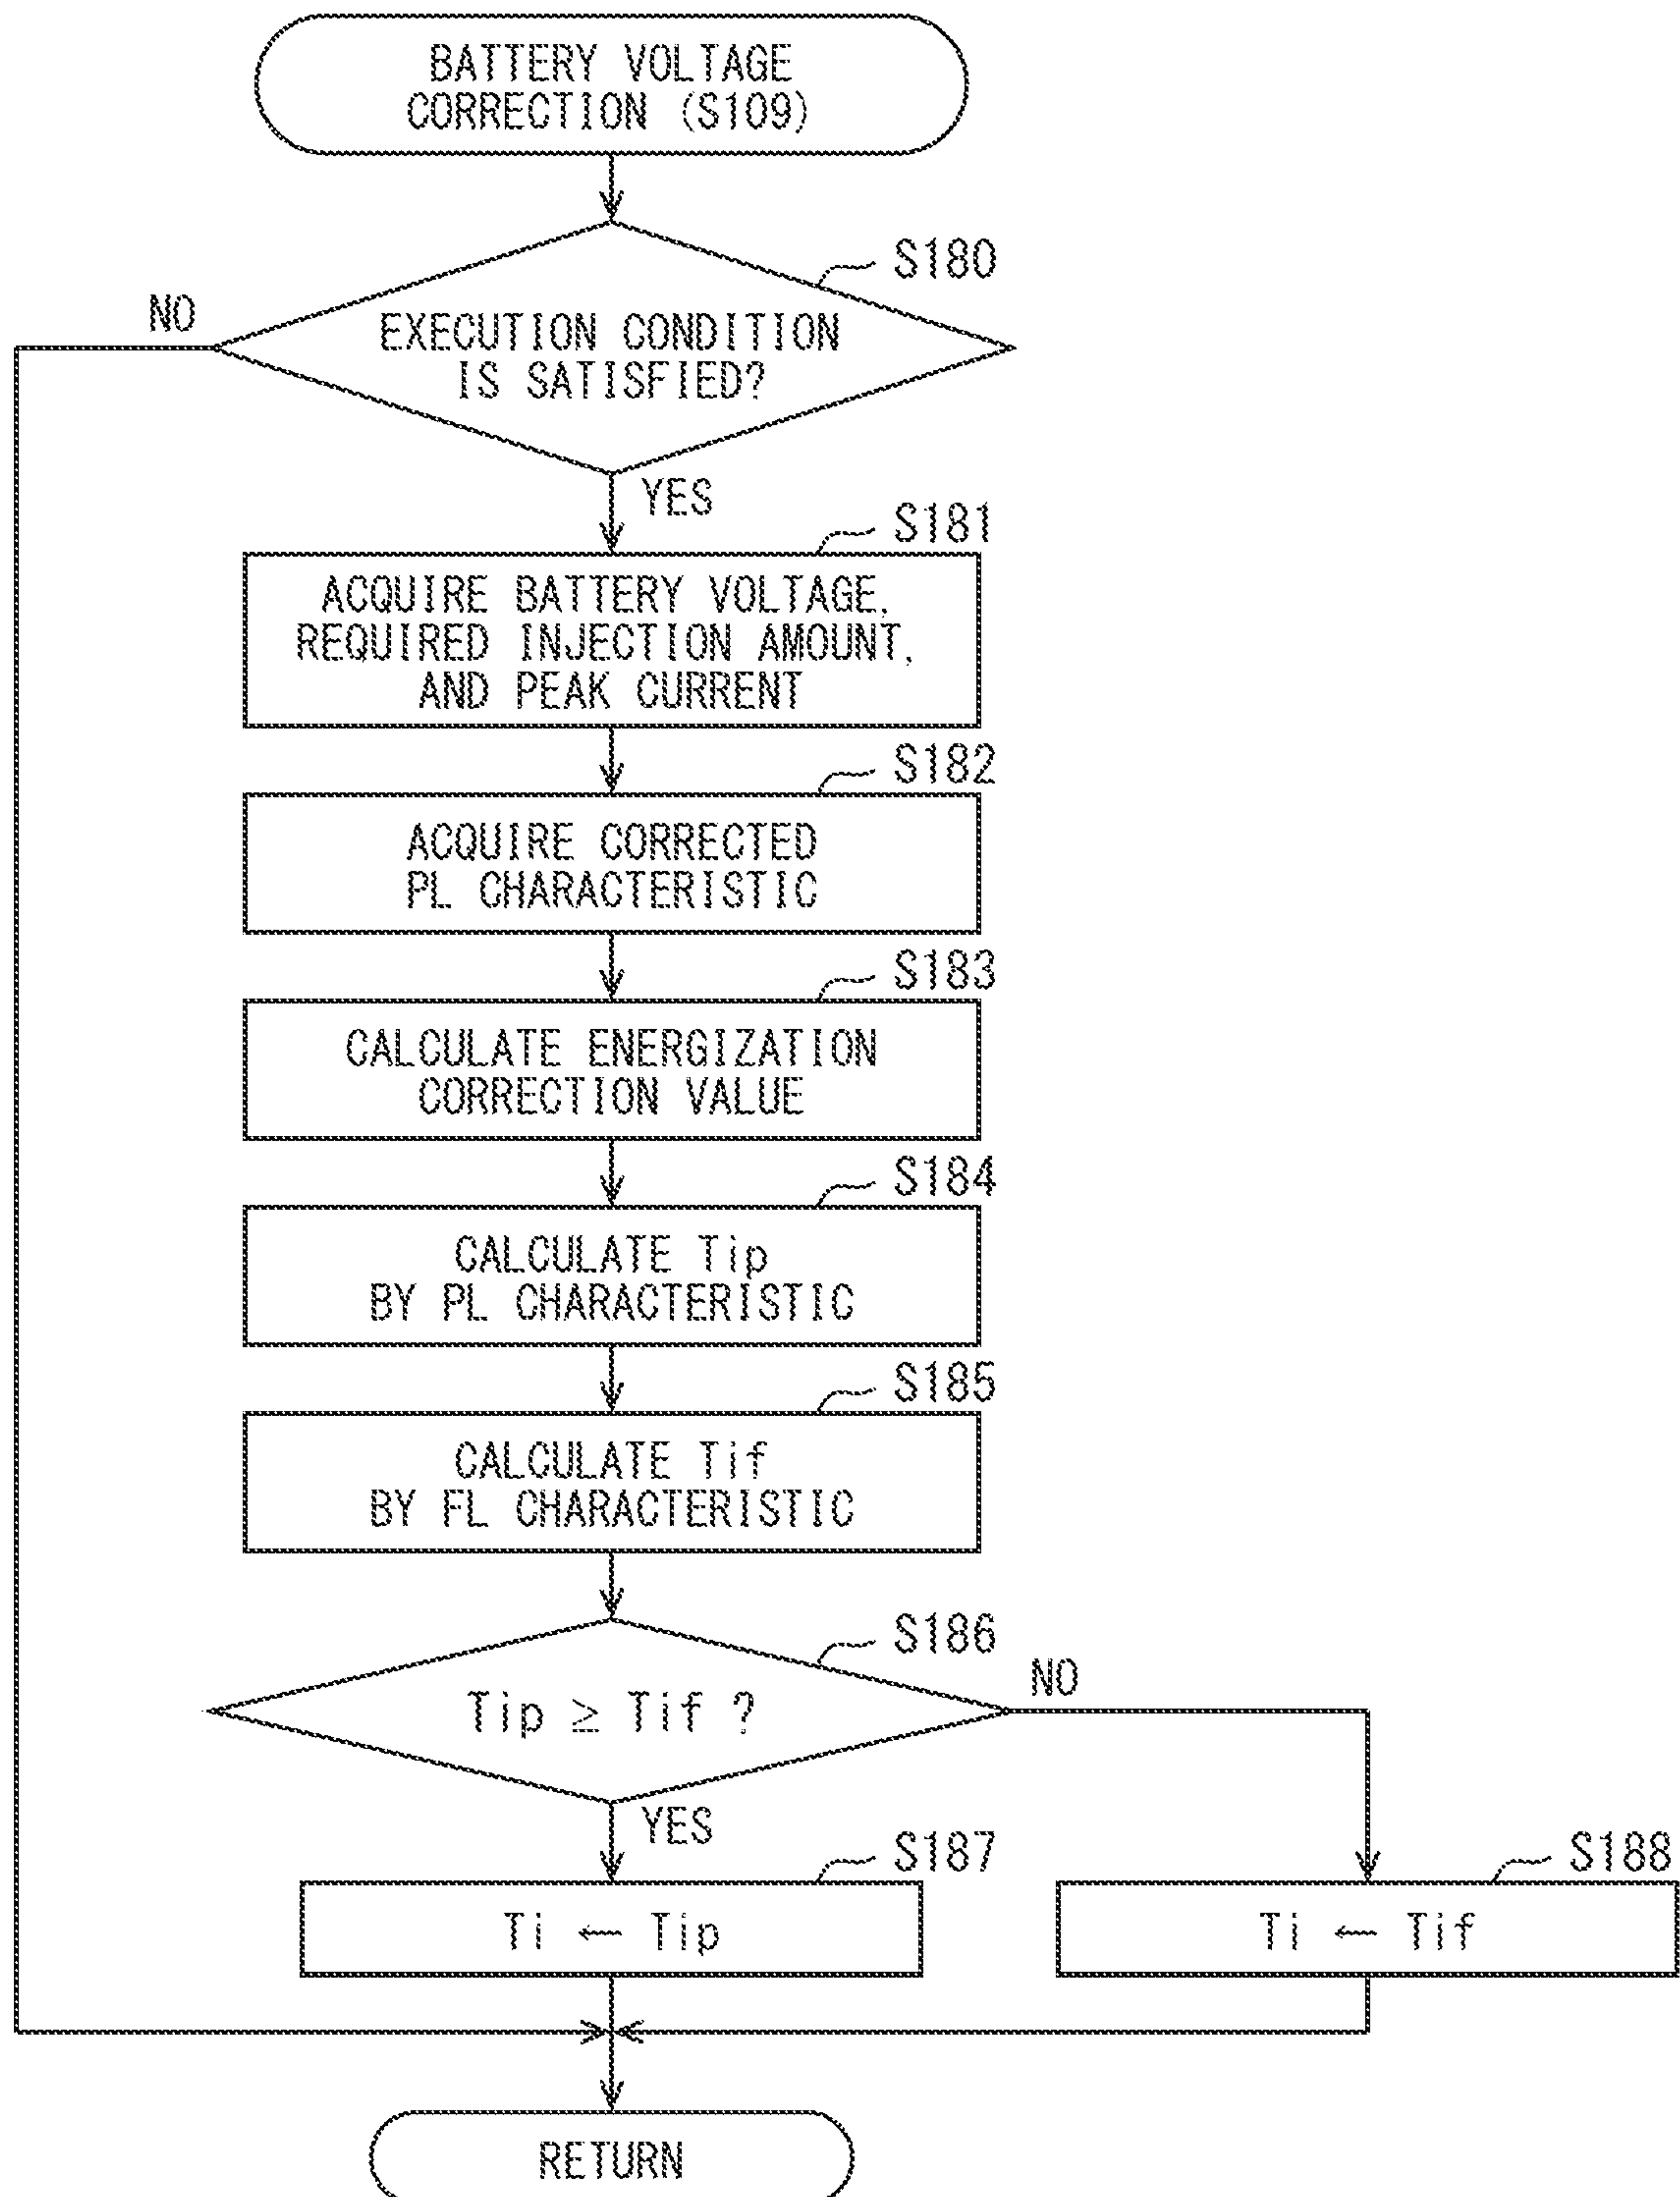 BATTERY VOLTAGE
CORRECTION (S109)
S180
NO
EXECUTION CONDITION
IS SATISFIED?
YES
S181
ACQUIRE BATTERY VOLTAGE,
REQUIRED INJECTION AMOUNT,
AND PEAK CURRENT
S182
ACQUIRE CORRECTED
PL CHARACTERISTIC
S183
CALCULATE ENERGIZATION
CORRECTION VALUE
S184
CALCULATE Tip
BY PL CHARACTERISTIC
S185
CALCULATE Tif
BY FL CHARACTERISTIC
S186
NO
Tip ≥ Tif ?
YES
S187
S188
Ti ← Tip
Ti ← Tif
RETURN